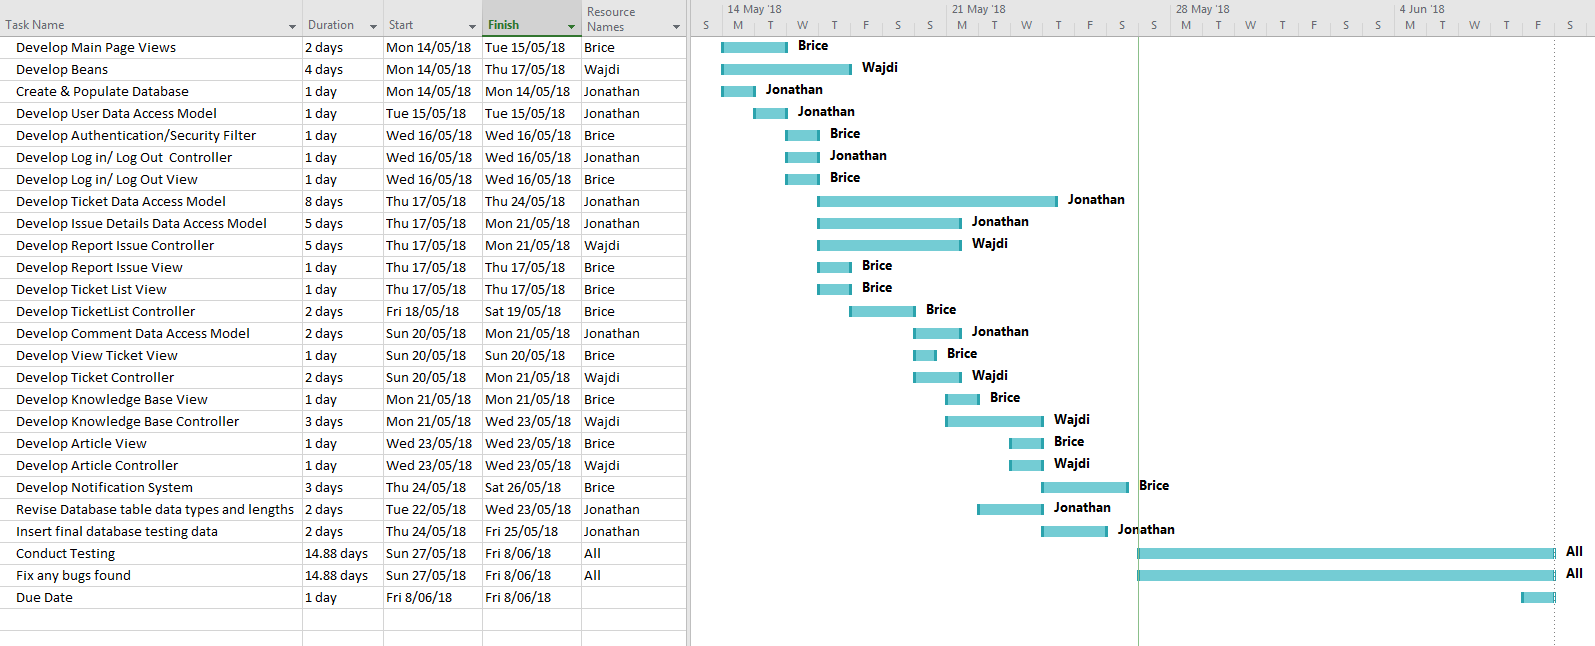 Task Name Duration Start Finish Resource Names
14 May '18 21 May '18 28 May '18 4 Jun '18
S M T W T F S S M T W T F S S M T W T F S S M T W T F S
Develop Main Page Views 2 days Mon 14/05/18 Tue 15/05/18 Brice Brice
Develop Beans 4 days Mon 14/05/18 Thu 17/05/18 Wajdi Wajdi
Create & Populate Database 1 day Mon 14/05/18 Mon 14/05/18 Jonathan Jonathan
Develop User Data Access Model 1 day Tue 15/05/18 Tue 15/05/18 Jonathan Jonathan
Develop Authentication/Security Filter 1 day Wed 16/05/18 Wed 16/05/18 Brice Brice
Develop Log in/ Log Out Controller 1 day Wed 16/05/18 Wed 16/05/18 Jonathan Jonathan
Develop Log in/ Log Out View 1 day Wed 16/05/18 Wed 16/05/18 Brice Brice
Develop Ticket Data Access Model 8 days Thu 17/05/18 Thu 24/05/18 Jonathan Jonathan
Develop Issue Details Data Access Model 5 days Thu 17/05/18 Mon 21/05/18 Jonathan Jonathan
Develop Report Issue Controller 5 days Thu 17/05/18 Mon 21/05/18 Wajdi Wajdi
Develop Report Issue View 1 day Thu 17/05/18 Thu 17/05/18 Brice Brice
Develop Ticket List View 1 day Thu 17/05/18 Thu 17/05/18 Brice Brice
Develop TicketList Controller 2 days Fri 18/05/18 Sat 19/05/18 Brice Brice
Develop Comment Data Access Model 2 days Sun 20/05/18 Mon 21/05/18 Jonathan Jonathan
Develop View Ticket View 1 day Sun 20/05/18 Sun 20/05/18 Brice Brice
Develop Ticket Controller 2 days Sun 20/05/18 Mon 21/05/18 Wajdi Wajdi
Develop Knowledge Base View 1 day Mon 21/05/18 Mon 21/05/18 Brice Brice
Develop Knowledge Base Controller 3 days Mon 21/05/18 Wed 23/05/18 Wajdi Wajdi
Develop Article View 1 day Wed 23/05/18 Wed 23/05/18 Brice Brice
Develop Article Controller 1 day Wed 23/05/18 Wed 23/05/18 Wajdi Wajdi
Develop Notification System 3 days Thu 24/05/18 Sat 26/05/18 Brice Brice
Revise Database table data types and lengths 2 days Tue 22/05/18 Wed 23/05/18 Jonathan Jonathan
Insert final database testing data 2 days Thu 24/05/18 Fri 25/05/18 Jonathan Jonathan
Conduct Testing 14.88 days Sun 27/05/18 Fri 8/06/18 All All
Fix any bugs found 14.88 days Sun 27/05/18 Fri 8/06/18 All All
Due Date 1 day Fri 8/06/18 Fri 8/06/18